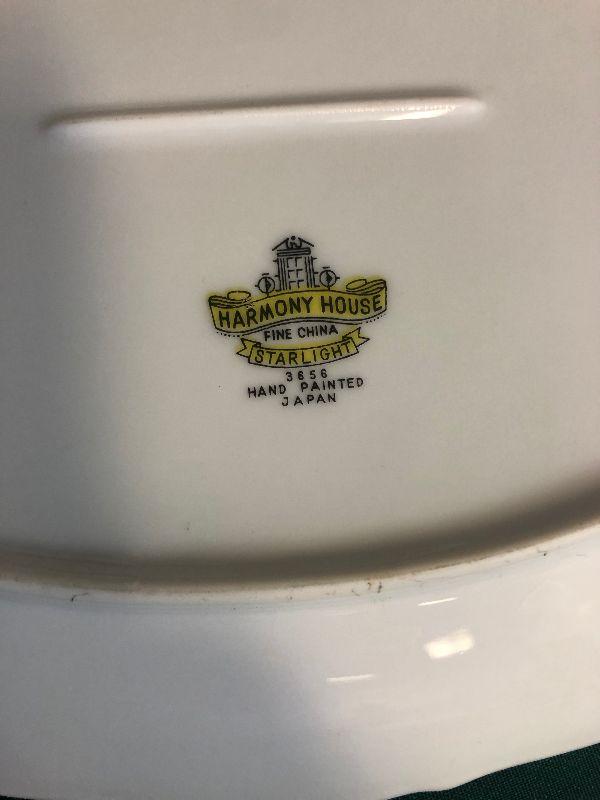 HARMONY HOUSE
FINE CHINA
STARLIGHT
3656
HAND PAINTED
JAPAN